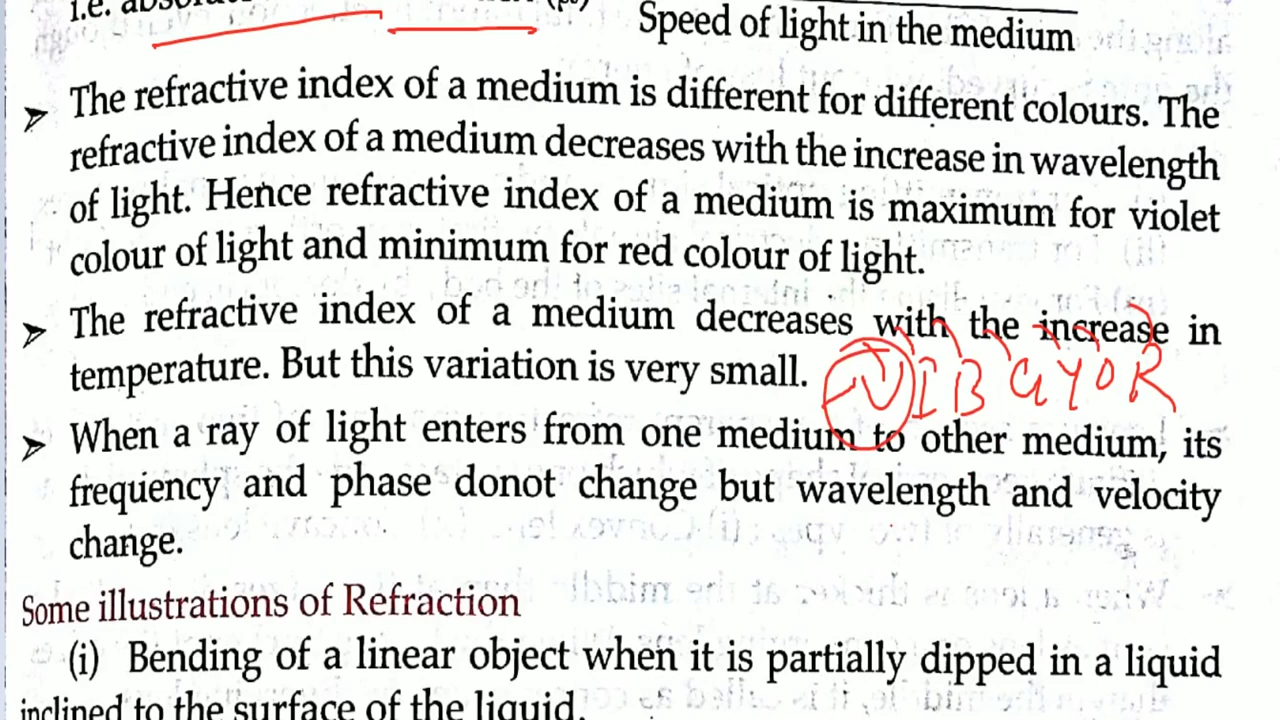 i.e.
Speed of light in the medium
➢ The refractive index of a medium is different for different colours. The
refractive index of a medium decreases with the increase in wavelength
of light. Hence refractive index of a medium is maximum for violet
colour of light and minimum for red colour of light.
➢ The refractive index of a medium decreases with the increase in
temperature. But this variation is very small.
V I B G Y O R
➢ When a ray of light enters from one medium to other medium, its
frequency and phase donot change but wavelength and velocity
change.
Some illustrations of Refraction
(i) Bending of a linear object when it is partially dipped in a liquid
inclined to the surface of the liquid.